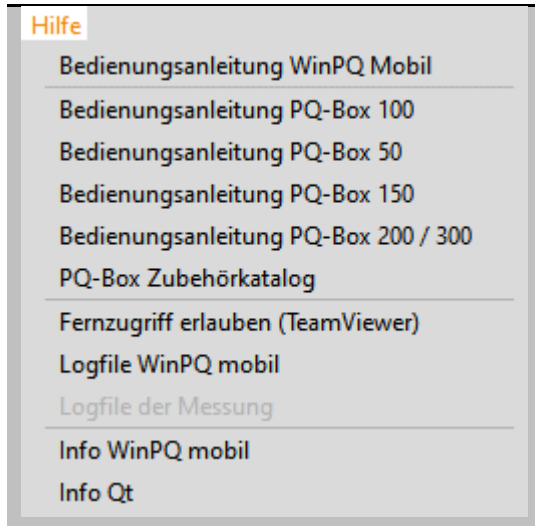 Hilfe
Bedienungsanleitung WinPQ Mobil
Bedienungsanleitung PQ-Box 100
Bedienungsanleitung PQ-Box 50
Bedienungsanleitung PQ-Box 150
Bedienungsanleitung PQ-Box 200 / 300
PQ-Box Zubehörkatalog
Fernzugriff erlauben (TeamViewer)
Logfile WinPQ mobil
Logfile der Messung
Info WinPQ mobil
Info Qt